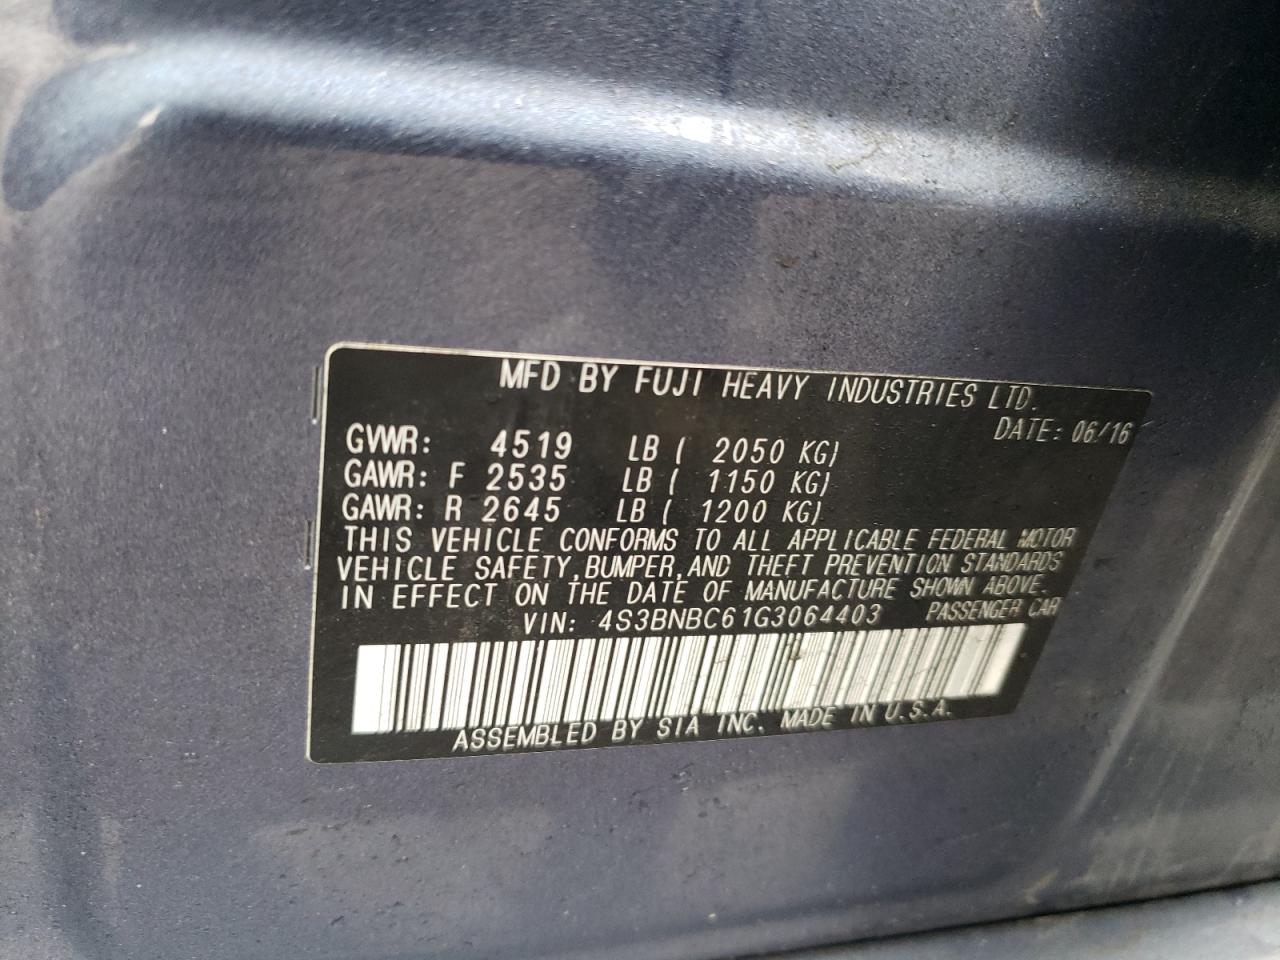 MFD BY FUJI HEAVY INDUSTRIES LTD.
DATE: 06/16
GVWR: 4519 LB ( 2050 KG)
GAWR: F 2535 LB ( 1150 KG)
GAWR: R 2645 LB ( 1200 KG)
THIS VEHICLE CONFORMS TO ALL APPLICABLE FEDERAL MOTOR
VEHICLE SAFETY, BUMPER, AND THEFT PREVENTION STANDARDS
IN EFFECT ON THE DATE OF MANUFACTURE SHOWN ABOVE.
VIN: 4S3BNBC61G3064403 PASSENGER CAR
ASSEMBLED BY SIA INC. MADE IN U.S.A.